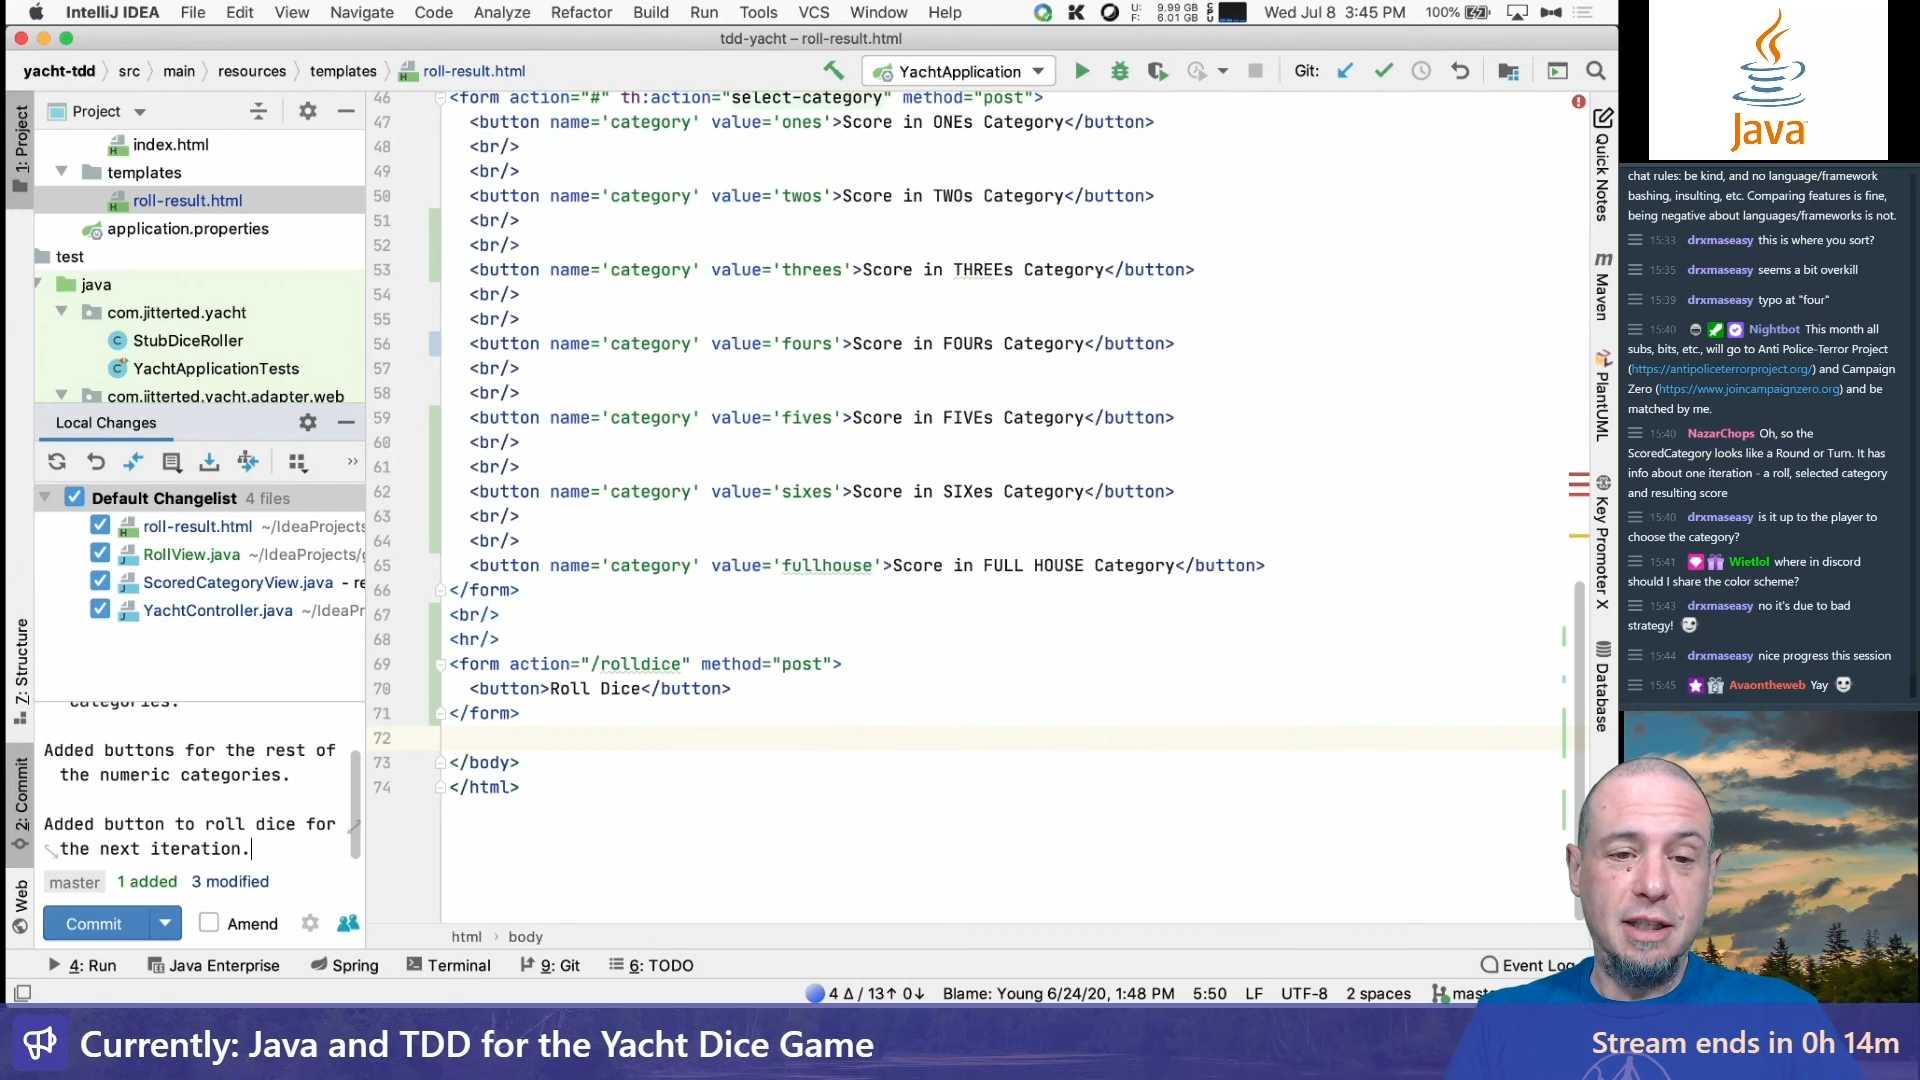 IntelliJ IDEA File Edit View Navigate Code Analyze Refactor Build Run Tools VCS Window Help
U: 9.99 GB
F: 6.01 GB
Wed Jul 8 3:45 PM 100%
tdd-yacht – roll-result.html
yacht-tdd src main resources templates roll-result.html
YachtApplication
Git:
1: Project
7: Structure
2: Commit
Web
Project
index.html
templates
roll-result.html
application.properties
test
java
com.jitterted.yacht
StubDiceRoller
YachtApplicationTests
com.jitterted.yacht.adapter.web
Local Changes
Default Changelist 4 files
roll-result.html ~/IdeaProjects
RollView.java ~/IdeaProjects/
ScoredCategoryView.java - re
YachtController.java ~/IdeaPr
categories.
Added buttons for the rest of
the numeric categories.
Added button to roll dice for
the next iteration.
master 1 added 3 modified
Commit Amend
46 <form action="#" th:action="select-category" method="post">
47 <button name='category' value='ones'>Score in ONEs Category</button>
48 <br/>
49 <br/>
50 <button name='category' value='twos'>Score in TWOs Category</button>
51 <br/>
52 <br/>
53 <button name='category' value='threes'>Score in THREEs Category</button>
54 <br/>
55 <br/>
56 <button name='category' value='fours'>Score in FOURs Category</button>
57 <br/>
58 <br/>
59 <button name='category' value='fives'>Score in FIVEs Category</button>
60 <br/>
61 <br/>
62 <button name='category' value='sixes'>Score in SIXes Category</button>
63 <br/>
64 <br/>
65 <button name='category' value='fullhouse'>Score in FULL HOUSE Category</button>
66 </form>
67 <br/>
68 <hr/>
69 <form action="/rolldice" method="post">
70 <button>Roll Dice</button>
71 </form>
72
73 </body>
74 </html>
html body
Quick Notes
Maven
PlantUML
Key Promoter X
Database
4: Run Java Enterprise Spring Terminal 9: Git 6: TODO Event Log
4 Δ / 13↑ 0↓ Blame: Young 6/24/20, 1:48 PM 5:50 LF UTF-8 2 spaces mast
Java
chat rules: be kind, and no language/framework
bashing, insulting, etc. Comparing features is fine,
being negative about languages/frameworks is not.
15:33 drxmaseasy this is where you sort?
15:35 drxmaseasy seems a bit overkill
15:39 drxmaseasy typo at "four"
15:40 Nightbot This month all
subs, bits, etc., will go to Anti Police-Terror Project
(https://antipoliceterrorproject.org/) and Campaign
Zero (https://www.joincampaignzero.org) and be
matched by me.
15:40 NazarChops Oh, so the
ScoredCategory looks like a Round or Turn. It has
info about one iteration - a roll, selected category
and resulting score
15:40 drxmaseasy is it up to the player to
choose the category?
15:41 Wietlol where in discord
should I share the color scheme?
15:43 drxmaseasy no it's due to bad
strategy!
15:44 drxmaseasy nice progress this session
15:45 Avaontheweb Yay
Currently: Java and TDD for the Yacht Dice Game
Stream ends in 0h 14m